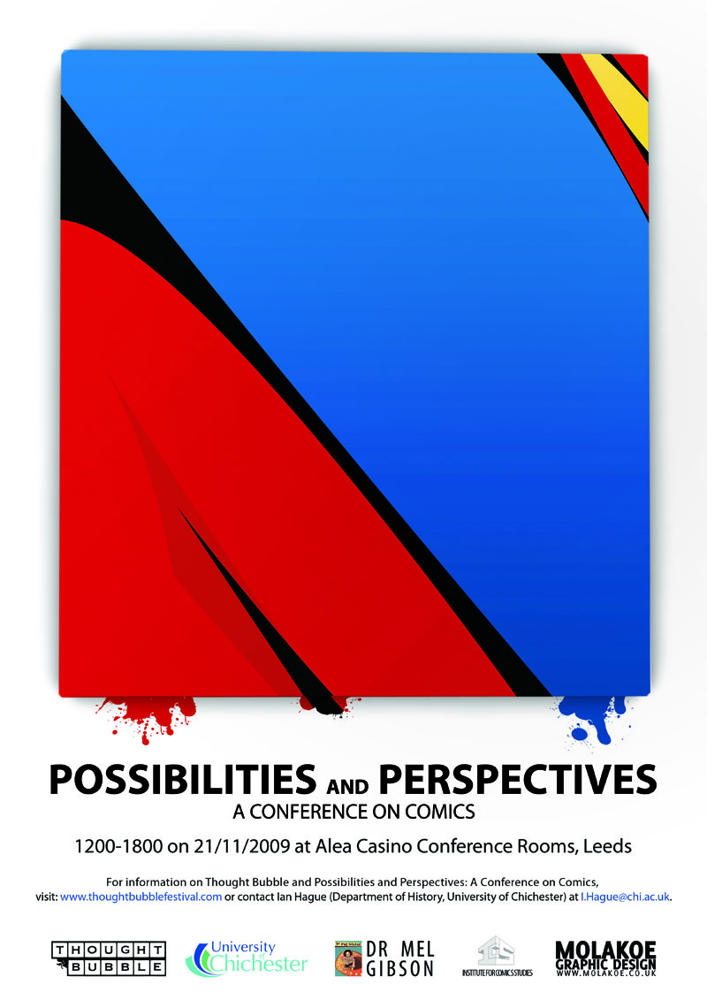 POSSIBILITIES AND PERSPECTIVES
A CONFERENCE ON COMICS
1200-1800 on 21/11/2009 at Alea Casino Conference Rooms, Leeds
For information on Thought Bubble and Possibilities and Perspectives: A Conference on Comics,
visit: www.thoughtbubblefestival.com or contact Ian Hague (Department of History, University of Chichester) at I.Hague@chi.ac.uk.
THOUGHT
BUBBLE
University
of
Chichester
DR MEL
GIBSON
INSTITUTE FOR COMICS STUDIES
MOLAKOE
GRAPHIC DESIGN
WWW.MOLAKOE.CO.UK